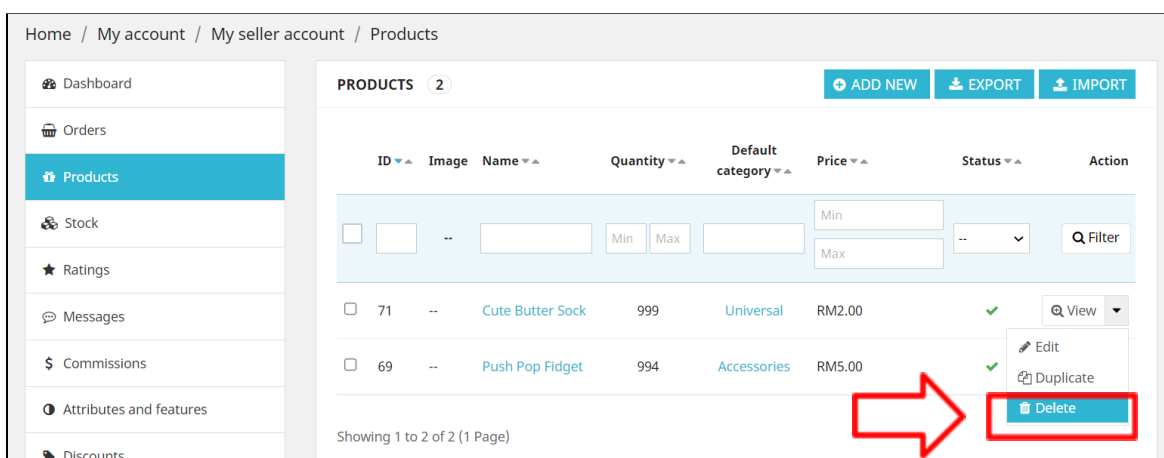 Home / My account / My seller account / Products
Dashboard
Orders
Products
Stock
Ratings
Messages
$ Commissions
Attributes and features
Discounts
PRODUCTS 2
ADD NEW EXPORT IMPORT
ID Image Name Quantity Default category Price Status Action
-- Min Max Min Max -- Filter
71 -- Cute Butter Sock 999 Universal RM2.00 View
69 -- Push Pop Fidget 994 Accessories RM5.00
Edit
Duplicate
Delete
Showing 1 to 2 of 2 (1 Page)